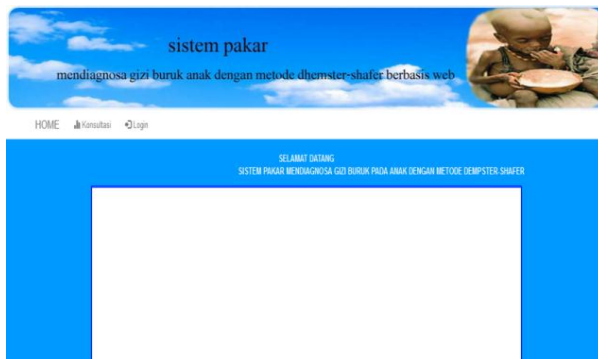 sistem pakar
mendiagnosa gizi buruk anak dengan metode dhemster-shafer berbasis web
HOME Konsultasi Login
SELAMAT DATANG
SISTEM PAKAR MENDIAGNOSA GIZI BURUK PADA ANAK DENGAN METODE DEMPSTER-SHAFER